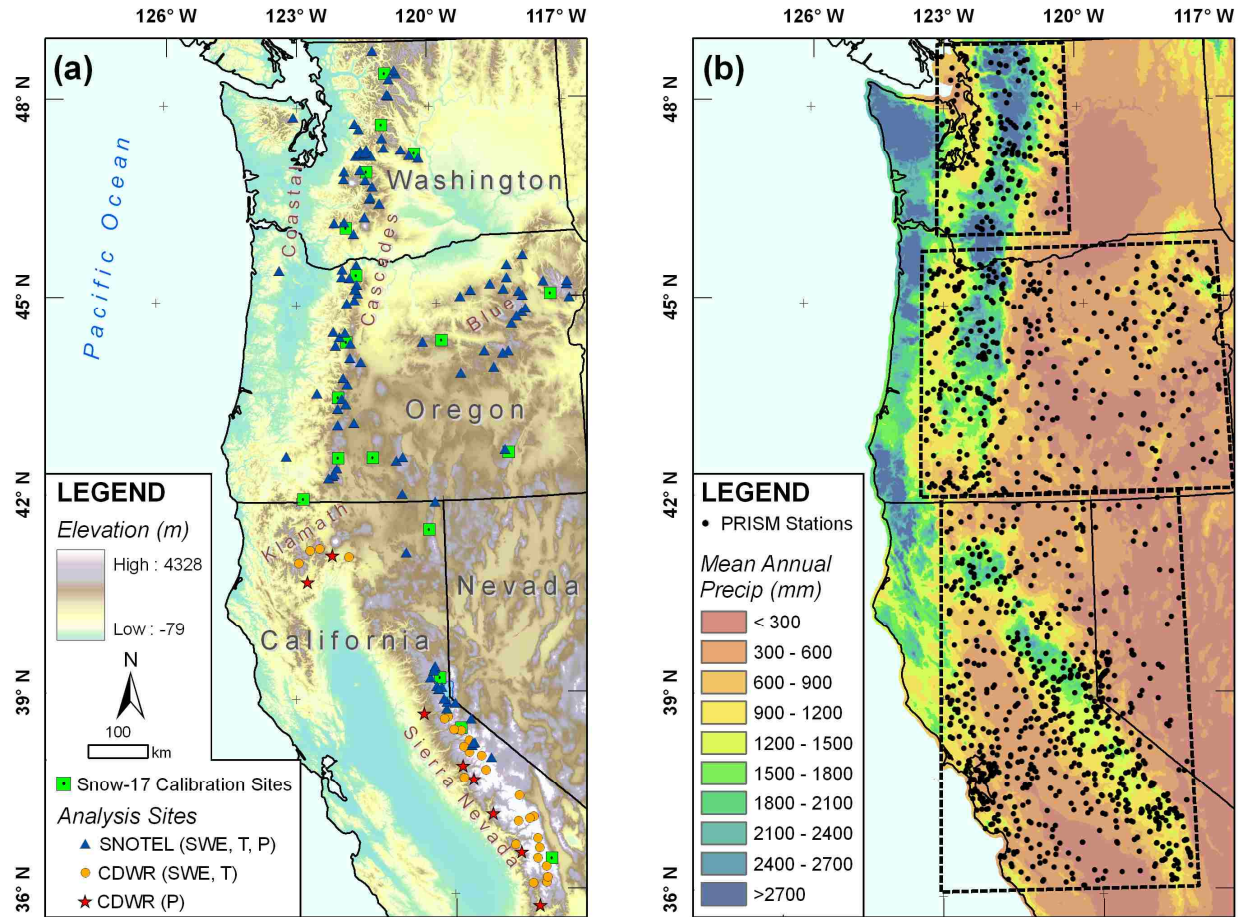 126° W 123° W 120° W 117° W
(a)
48° N
45° N
42° N
39° N
36° N
Pacific Ocean
Coastal
Washington
Cascades
Blue
Oregon
Klamath
Nevada
California
Sierra Nevada
LEGEND
Elevation (m)
High : 4328
Low : -79
N
100
km
Snow-17 Calibration Sites
Analysis Sites
SNOTEL (SWE, T, P)
CDWR (SWE, T)
CDWR (P)
126° W 123° W 120° W 117° W
(b)
48° N
45° N
42° N
39° N
36° N
LEGEND
PRISM Stations
Mean Annual
Precip (mm)
< 300
300 - 600
600 - 900
900 - 1200
1200 - 1500
1500 - 1800
1800 - 2100
2100 - 2400
2400 - 2700
>2700